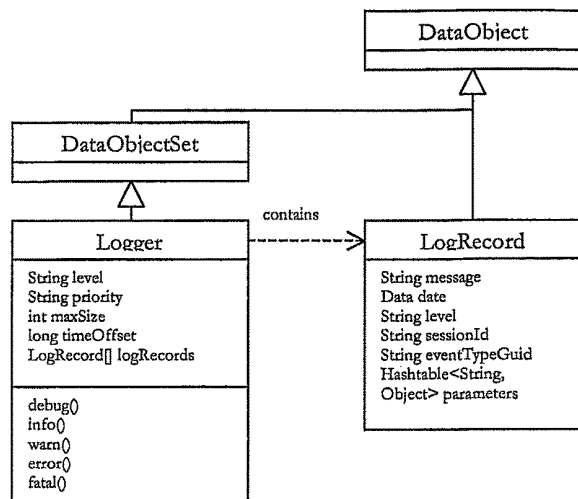 DataObject
DataObjectSet
Logger
contains
LogRecord
String level
String priority
int maxSize
long timeOffset
LogRecord[] logRecords
debug()
info()
warn()
error()
fatal()
String message
Data date
String level
String sessionId
String eventTypeGuid
Hashtable<String,
Object> parameters